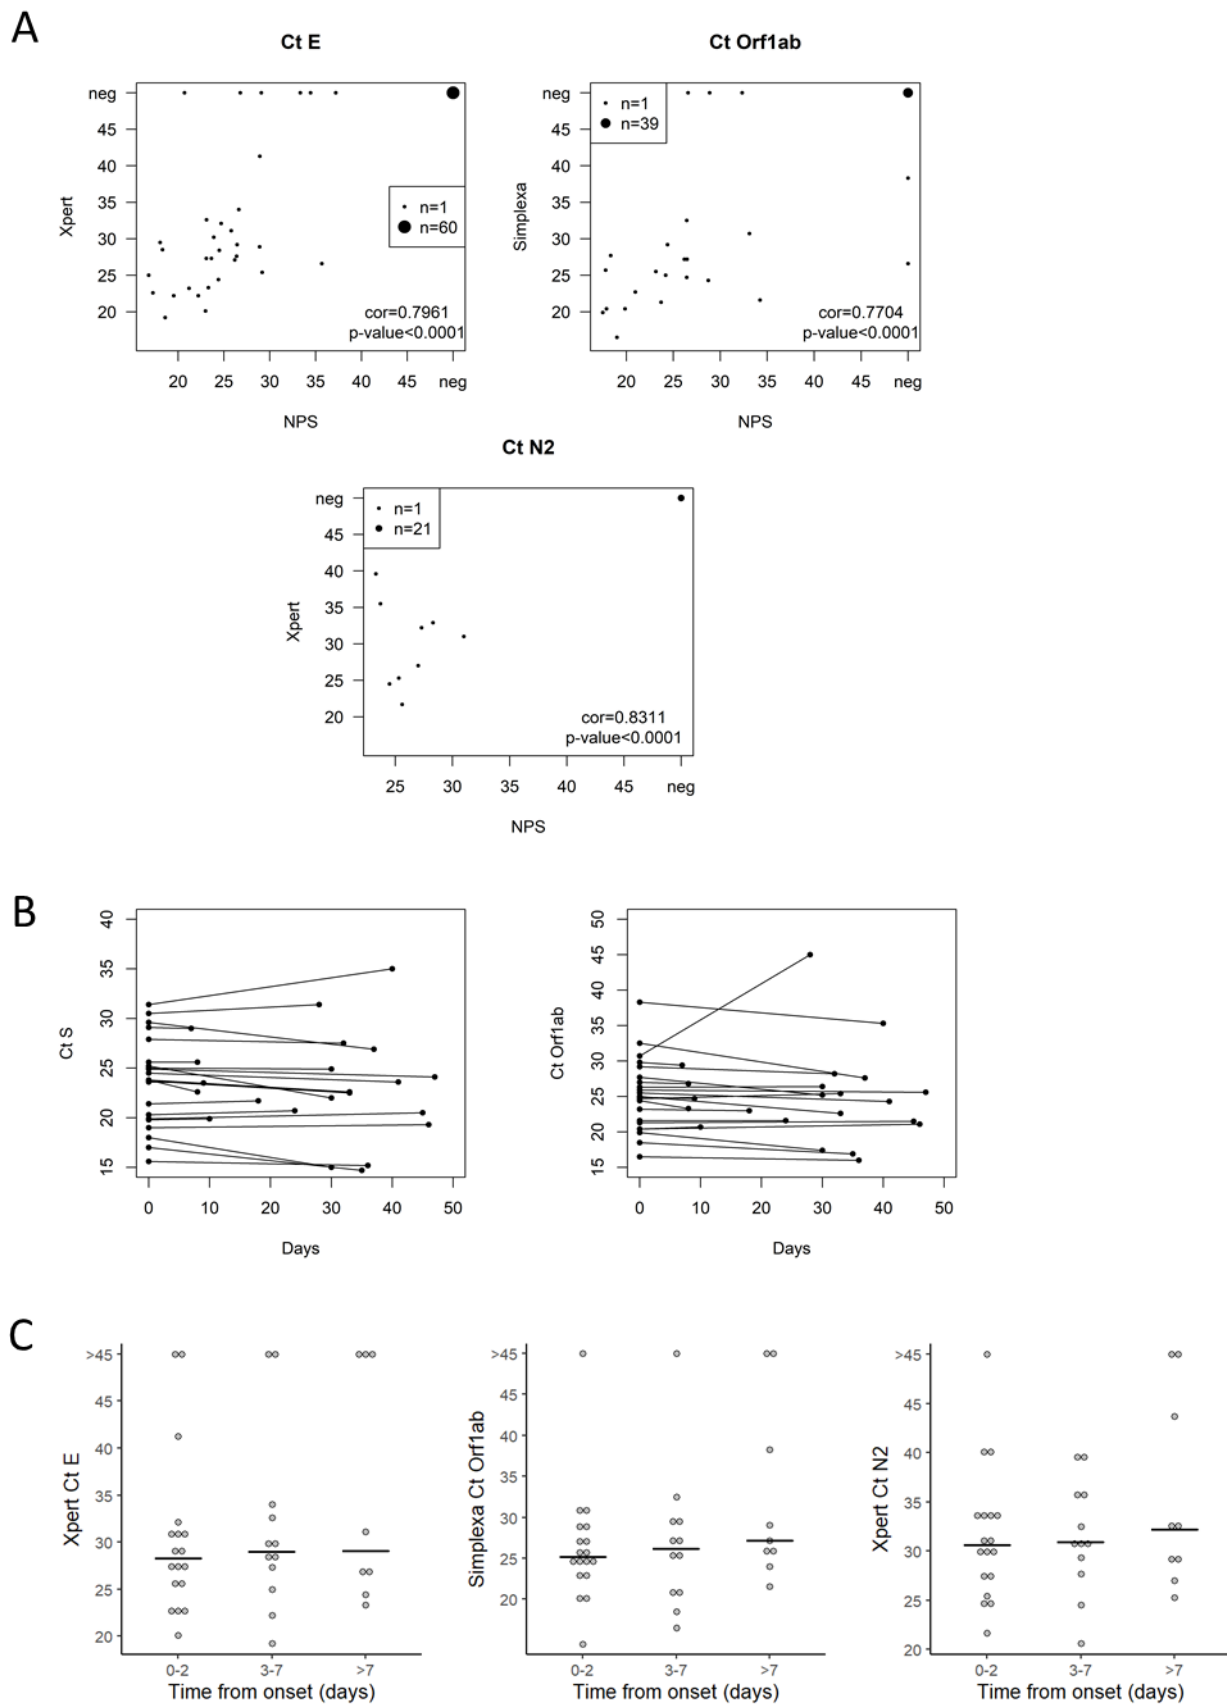 A
Ct E
neg
45
40
35
30
25
20
Xpert
n=1
n=60
cor=0.7961
p-value<0.0001
20 25 30 35 40 45 neg
NPS
Ct Orf1ab
neg
45
40
35
30
25
20
Simplexa
n=1
n=39
cor=0.7704
p-value<0.0001
20 25 30 35 40 45 neg
NPS
Ct N2
neg
45
40
35
30
25
20
Xpert
n=1
n=21
cor=0.8311
p-value<0.0001
25 30 35 40 45 neg
NPS
B
40
35
30
25
20
15
Ct S
0 10 20 30 40 50
Days
50
45
40
35
30
25
20
15
Ct Orf1ab
0 10 20 30 40 50
Days
C
>45
45
40
35
30
25
20
Xpert Ct E
0-2 3-7 >7
Time from onset (days)
>45
45
40
35
30
25
20
Simplexa Ct Orf1ab
0-2 3-7 >7
Time from onset (days)
>45
45
40
35
30
25
20
Xpert Ct N2
0-2 3-7 >7
Time from onset (days)